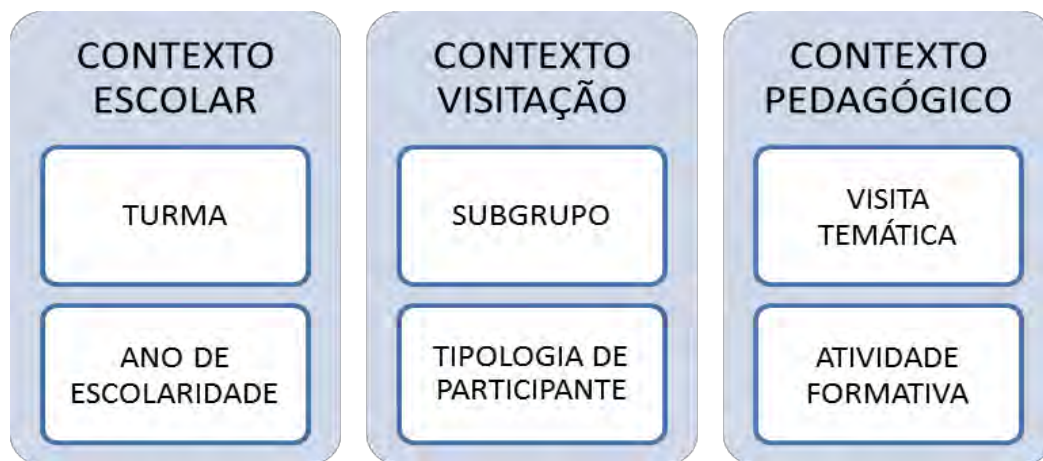 CONTEXTO
ESCOLAR
TURMA
ANO DE
ESCOLARIDADE
CONTEXTO
VISITAÇÃO
SUBGRUPO
TIPOLOGIA DE
PARTICIPANTE
CONTEXTO
PEDAGÓGICO
VISITA
TEMÁTICA
ATIVIDADE
FORMATIVA